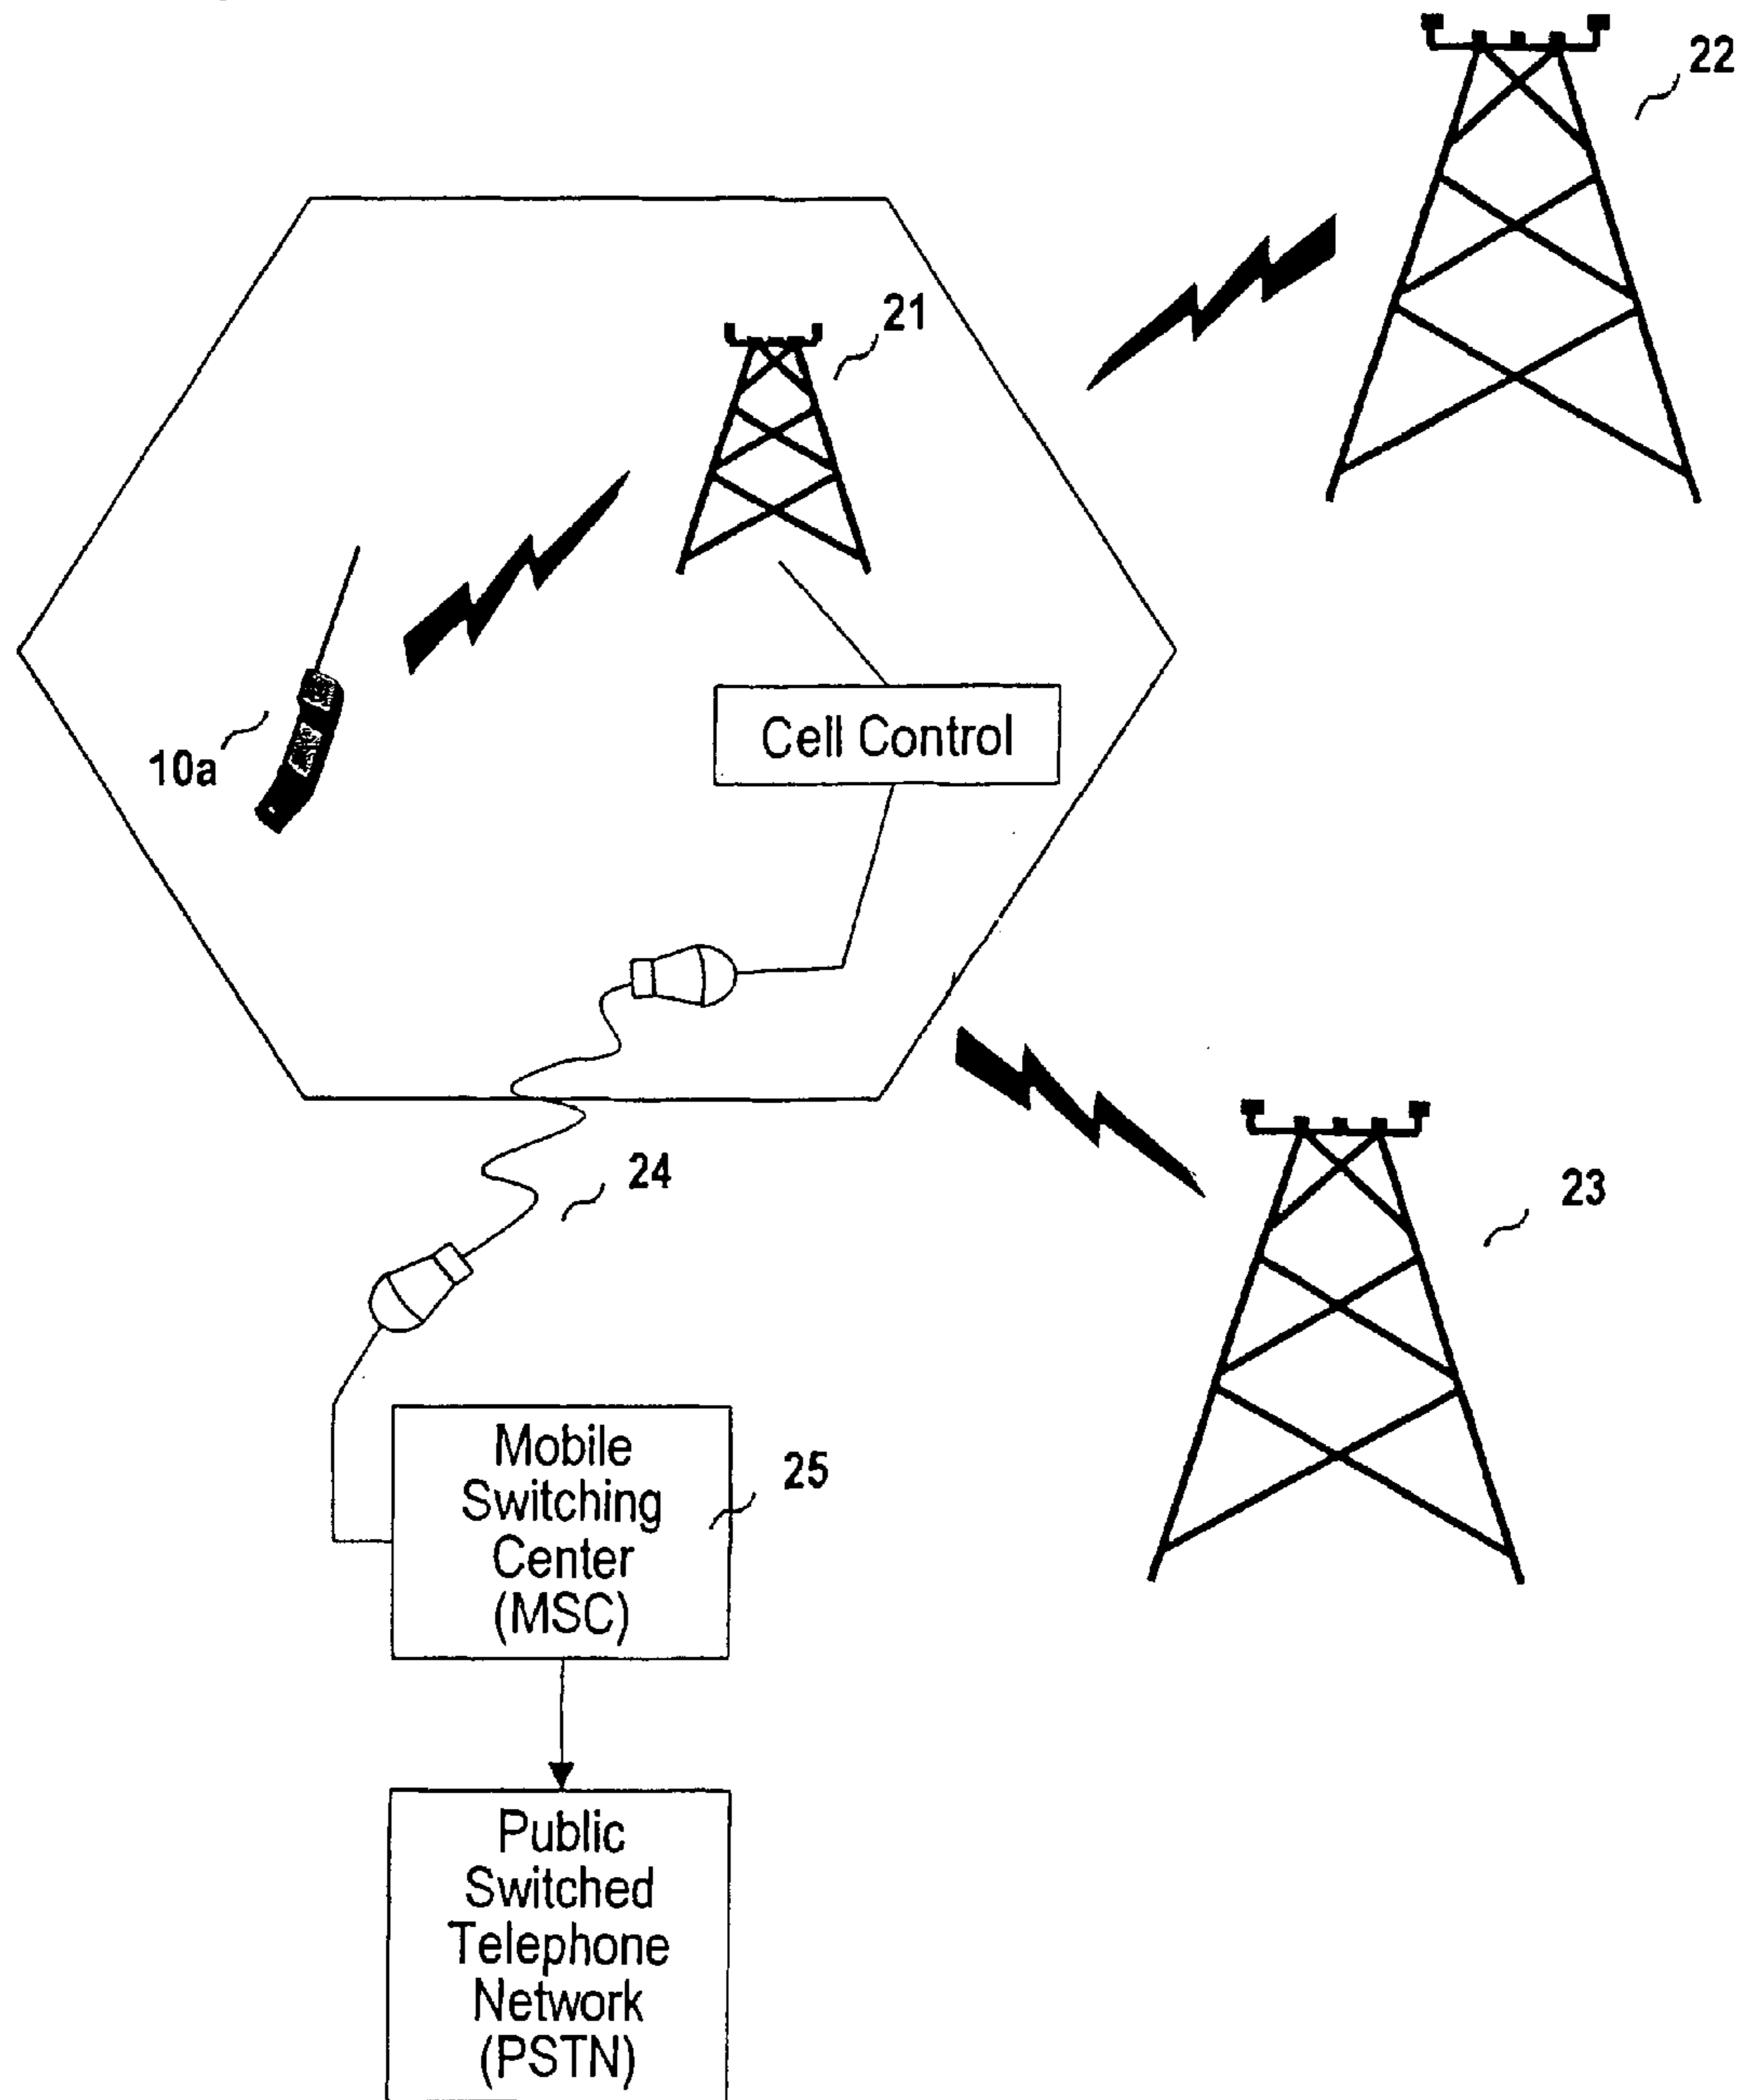 22
21
10a
Cell Control
24
23
Mobile
Switching
Center
(MSC)
25
Public
Switched
Telephone
Network
(PSTN)